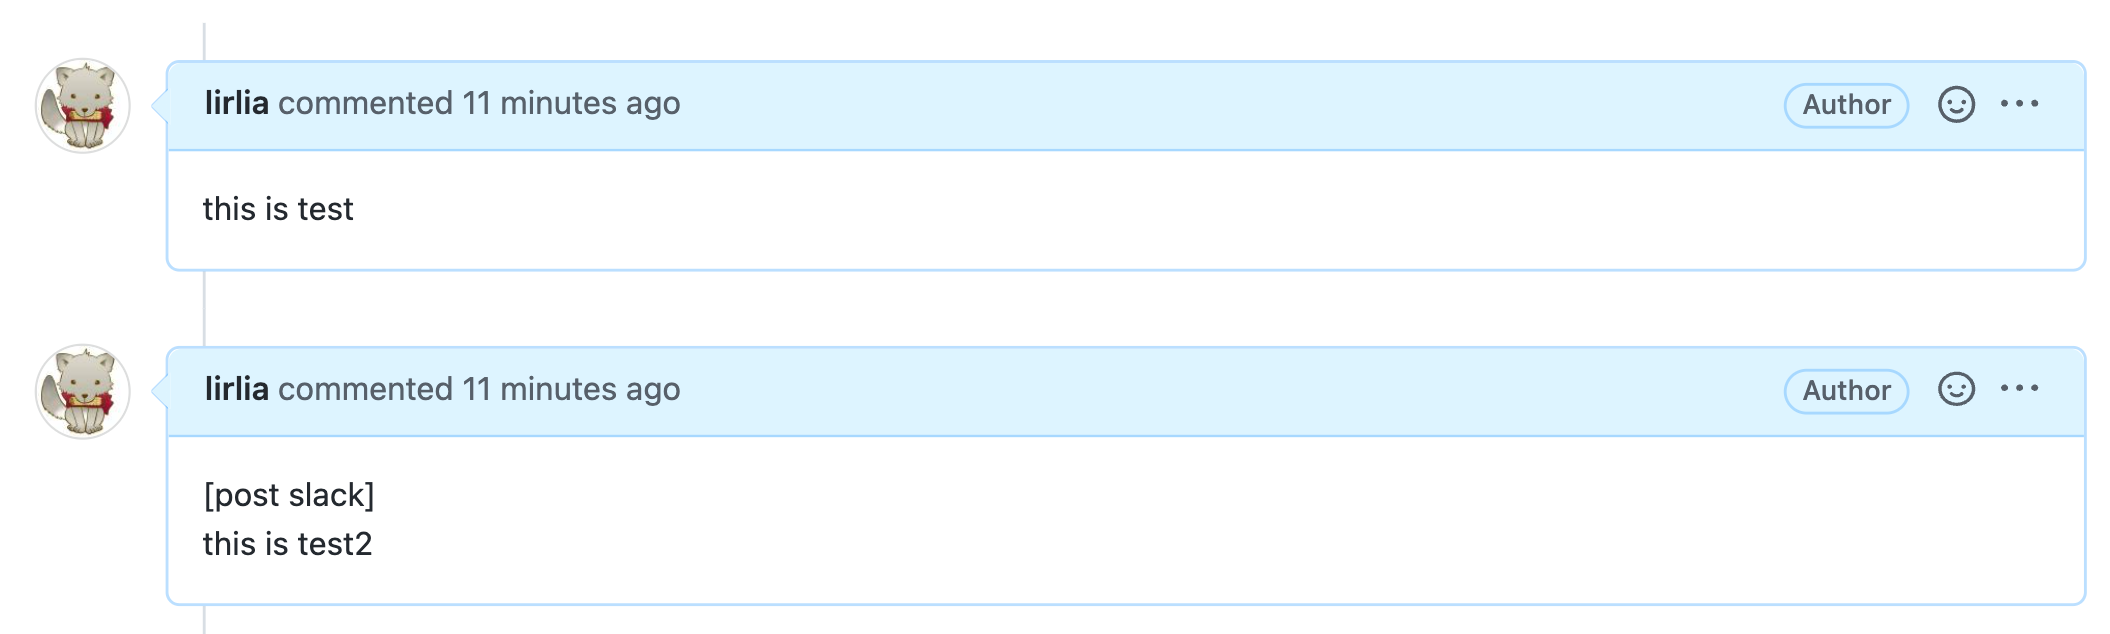 lirlia commented 11 minutes ago
Author
this is test
lirlia commented 11 minutes ago
Author
[post slack]
this is test2